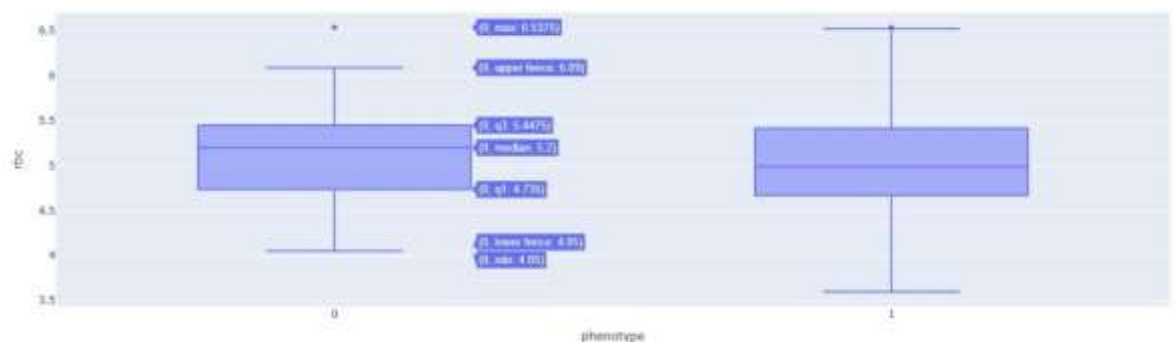 6.5
(0, max: 6.5375)
6
(0, upper fence: 6.09)
5.5
(0, q3: 5.4475)
rbc
(0, median: 5.2)
5
(0, q1: 4.735)
4.5
(0, lower fence: 4.05)
4
(0, min: 4.05)
3.5
0
1
phenotype